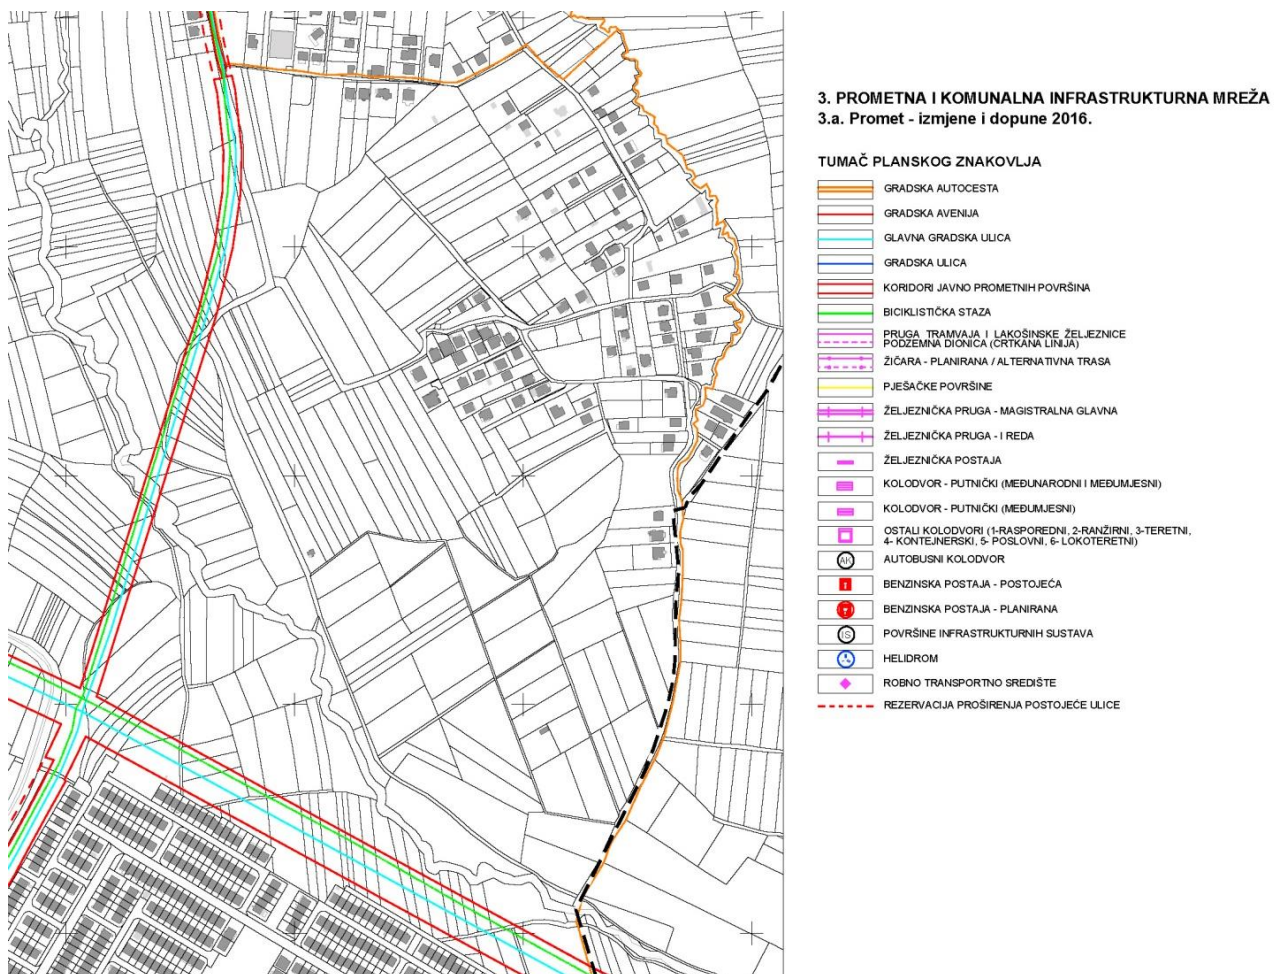 3. PROMETNA I KOMUNALNA INFRASTRUKTURNA MREŽA
3.a. Promet - izmjene i dopune 2016.
TUMAČ PLANSKOG ZNAKOVLJA
GRADSKA AUTOCESTA
GRADSKA AVENIJA
GLAVNA GRADSKA ULICA
GRADSKA ULICA
KORIDORI JAVNO PROMETNIH POVRŠINA
BICIKLISTIČKA STAZA
PRUGA TRAMVAJA I LAKOŠINSKE ŽELJEZNICE
PODZEMNA DIONICA (CRTKANA LINIJA)
ŽIČARA - PLANIRANA / ALTERNATIVNA TRASA
PJEŠAČKE POVRŠINE
ŽELJEZNIČKA PRUGA - MAGISTRALNA GLAVNA
ŽELJEZNIČKA PRUGA - I REDA
ŽELJEZNIČKA POSTAJA
KOLODVOR - PUTNIČKI (MEĐUNARODNI I MEĐUMJESNI)
KOLODVOR - PUTNIČKI (MEĐUMJESNI)
OSTALI KOLODVORI (1-RASPOREDNI, 2-RANŽIRNI, 3-TERETNI,
4- KONTEJNERSKI, 5- POSLOVNI, 6- LOKOTERETNI)
AK AUTOBUSNI KOLODVOR
BENZINSKA POSTAJA - POSTOJEĆA
BENZINSKA POSTAJA - PLANIRANA
IS POVRŠINE INFRASTRUKTURNIH SUSTAVA
HELIDROM
ROBNO TRANSPORTNO SREDIŠTE
REZERVACIJA PROŠIRENJA POSTOJEĆE ULICE